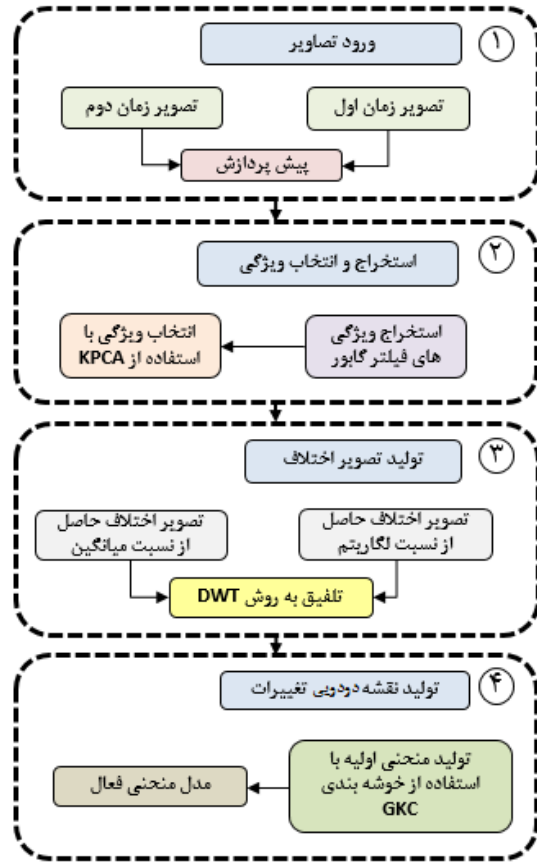 ۱
ورود تصاویر
تصویر زمان اول
تصویر زمان دوم
پیش پردازش
۲
استخراج و انتخاب ویژگی
استخراج ویژگی
های فیلتر گابور
انتخاب ویژگی با
استفاده از KPCA
۳
تولید تصویر اختلاف
تصویر اختلاف حاصل
از نسبت لگاریتم
تصویر اختلاف حاصل
از نسبت میانگین
تلفیق به روش DWT
۴
تولید نقشه دودویی تغییرات
تولید منحنی اولیه با
استفاده از خوشه بندی
GKC
مدل منحنی فعال